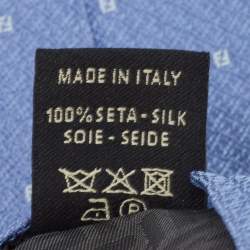 MADE IN ITALY
100% SETA - SILK
SOIE - SEIDE
P